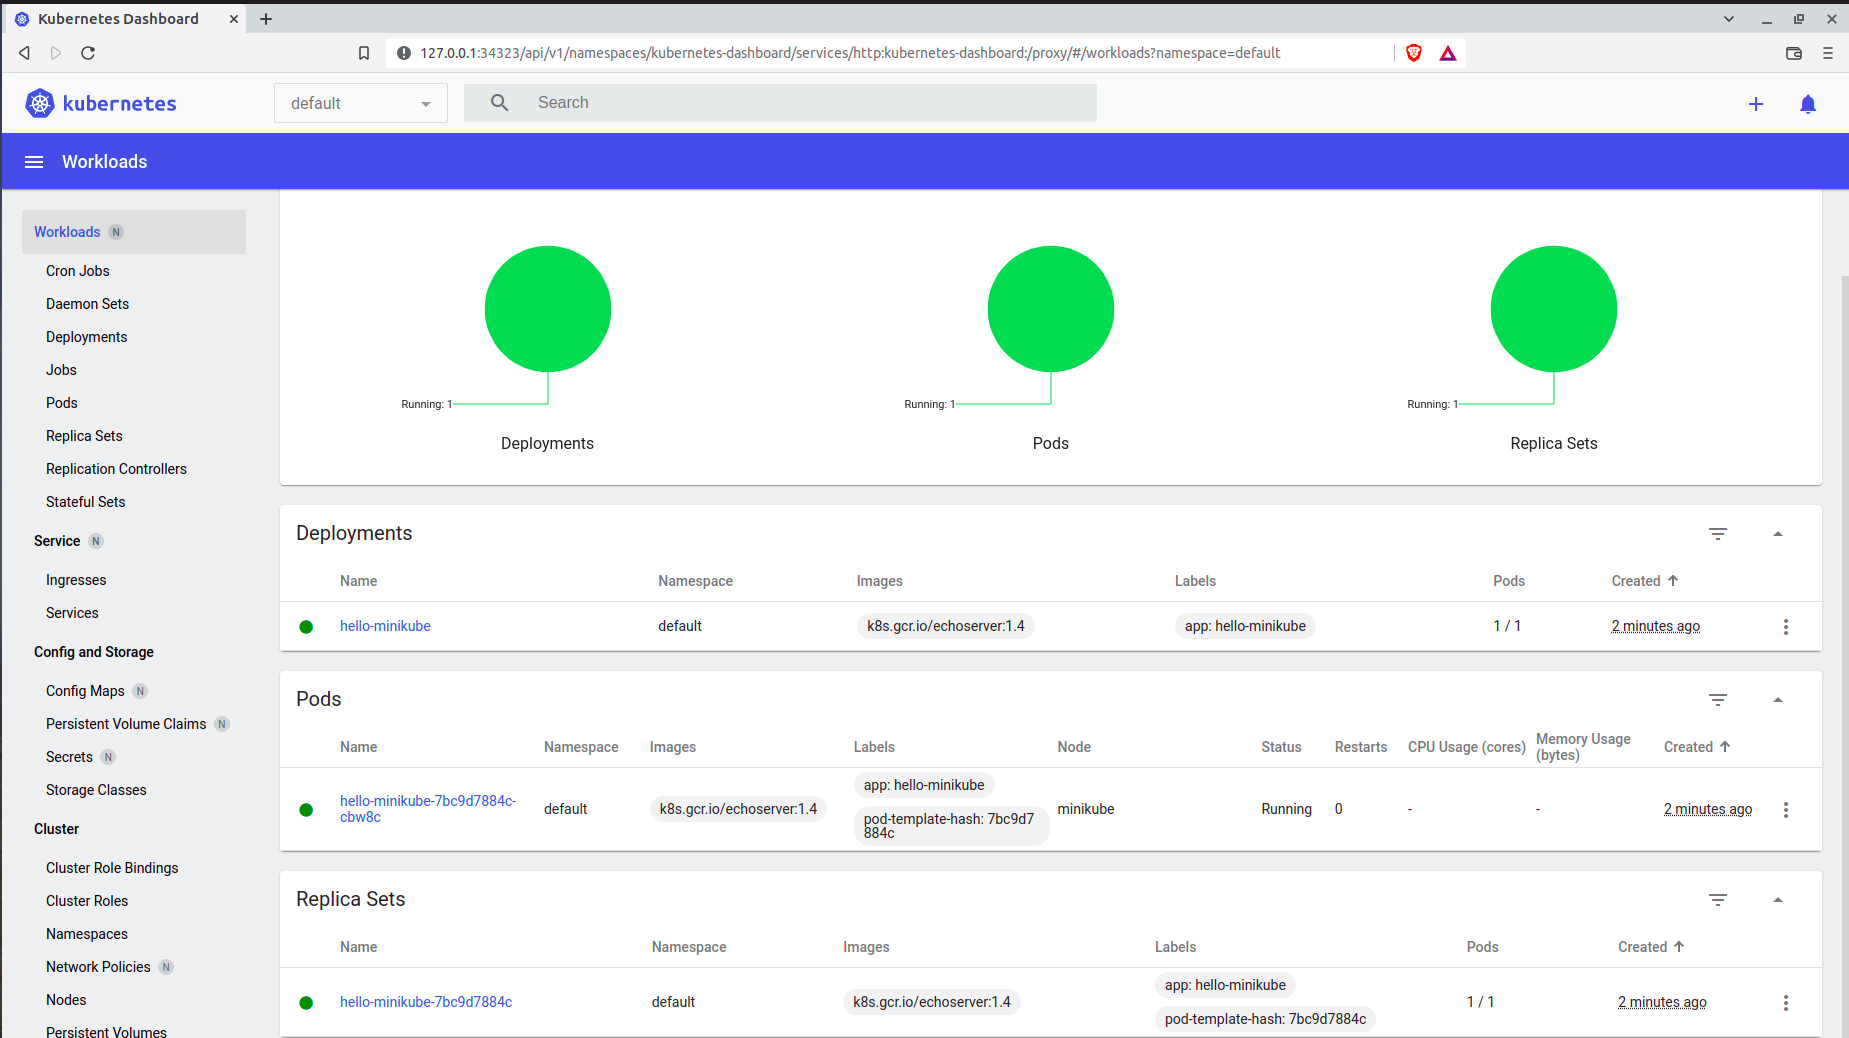 Kubernetes Dashboard
127.0.0.1:34323/api/v1/namespaces/kubernetes-dashboard/services/http:kubernetes-dashboard:/proxy/#/workloads?namespace=default
kubernetes
default
Search
Workloads
Workloads N
Cron Jobs
Daemon Sets
Deployments
Jobs
Pods
Replica Sets
Replication Controllers
Stateful Sets
Service N
Ingresses
Services
Config and Storage
Config Maps N
Persistent Volume Claims N
Secrets N
Storage Classes
Cluster
Cluster Role Bindings
Cluster Roles
Namespaces
Network Policies N
Nodes
Persistent Volumes
Running: 1
Deployments
Running: 1
Pods
Running: 1
Replica Sets
Deployments
Name Namespace Images Labels Pods Created
hello-minikube default k8s.gcr.io/echoserver:1.4 app: hello-minikube 1 / 1 2 minutes ago
Pods
Name Namespace Images Labels Node Status Restarts CPU Usage (cores) Memory Usage (bytes) Created
hello-minikube-7bc9d7884c-
cbw8c
default k8s.gcr.io/echoserver:1.4
app: hello-minikube
pod-template-hash: 7bc9d7
884c
minikube Running 0 - - 2 minutes ago
Replica Sets
Name Namespace Images Labels Pods Created
hello-minikube-7bc9d7884c default k8s.gcr.io/echoserver:1.4
app: hello-minikube
pod-template-hash: 7bc9d7884c
1 / 1 2 minutes ago